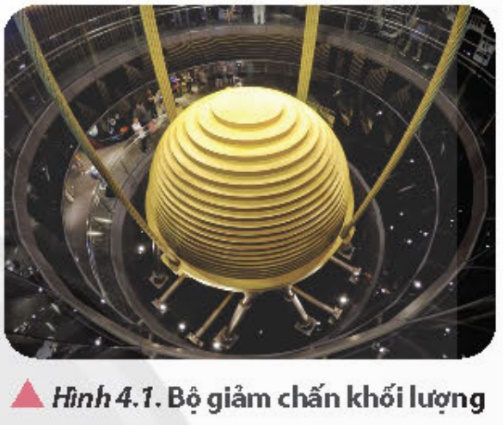 Hình 4.1. Bộ giảm chấn khối lượng